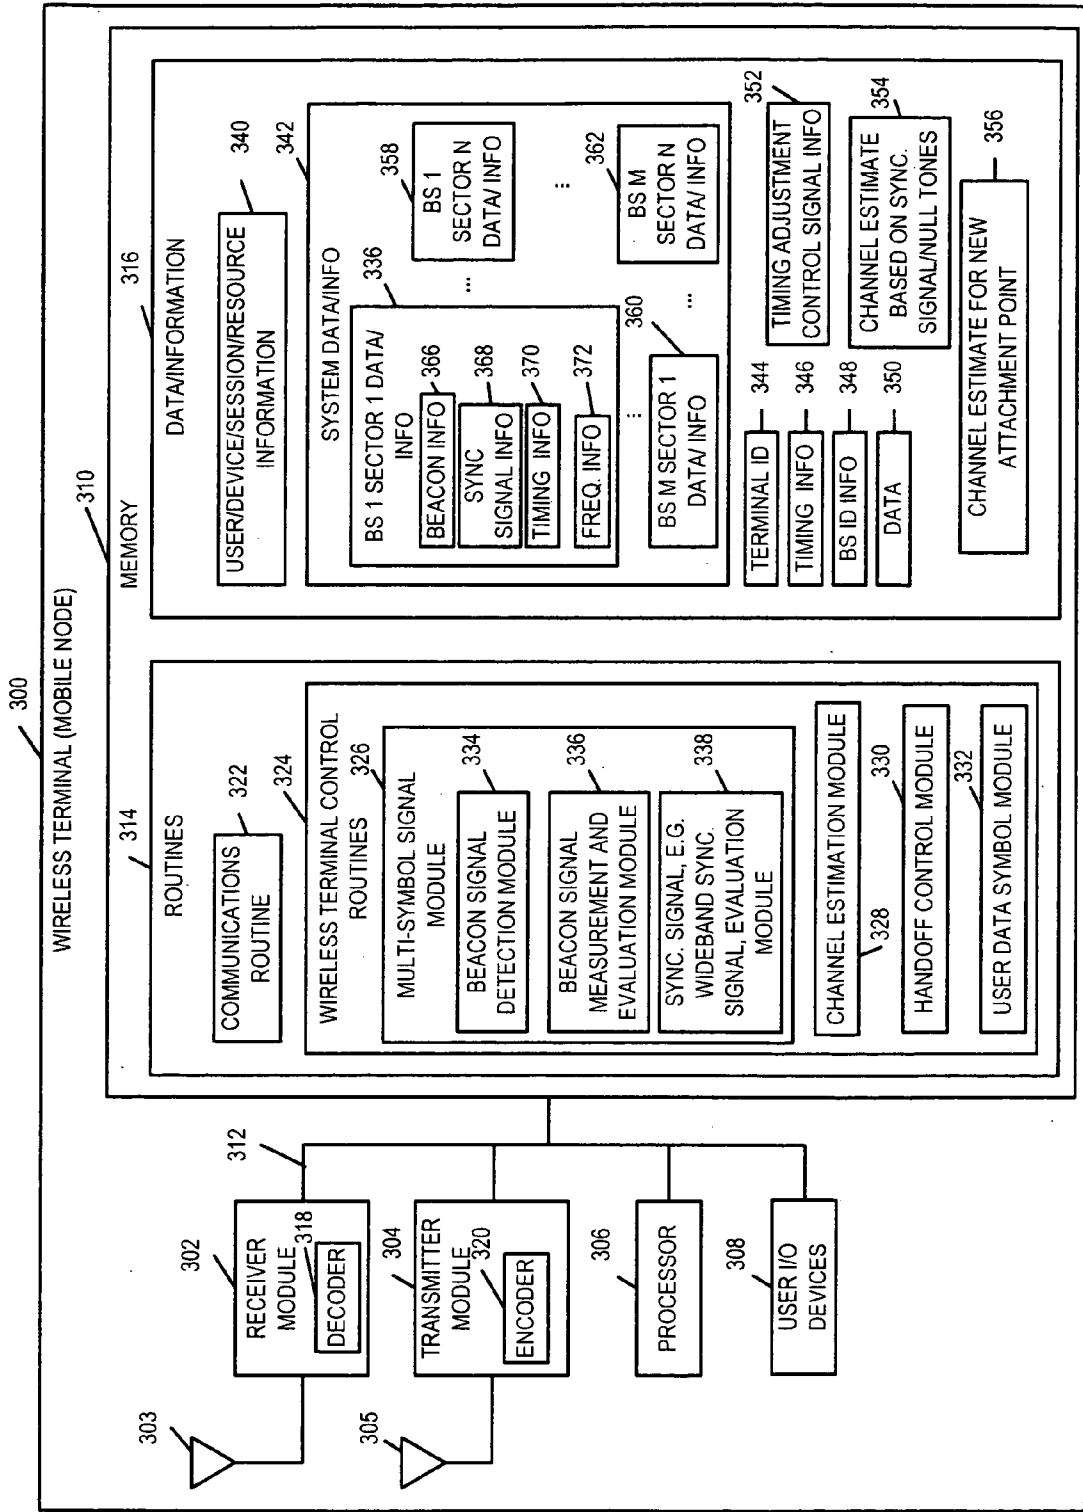 300
WIRELESS TERMINAL (MOBILE NODE)
303
302
RECEIVER
MODULE
318
DECODER
312
305
304
TRANSMITTER
MODULE
320
ENCODER
306
PROCESSOR
308
USER I/O
DEVICES
310
MEMORY
314
ROUTINES
322
COMMUNICATIONS
ROUTINE
324
WIRELESS TERMINAL CONTROL
ROUTINES
326
MULTI-SYMBOL SIGNAL
MODULE
334
BEACON SIGNAL
DETECTION MODULE
336
BEACON SIGNAL
MEASUREMENT AND
EVALUATION MODULE
338
SYNC. SIGNAL, E.G.
WIDEBAND SYNC.
SIGNAL, EVALUATION
MODULE
CHANNEL ESTIMATION MODULE
328
330
HANDOFF CONTROL MODULE
332
USER DATA SYMBOL MODULE
316
DATA/INFORMATION
340
USER/DEVICE/SESSION/RESOURCE
INFORMATION
342
SYSTEM DATA/INFO
336
BS 1 SECTOR 1 DATA/
INFO
366
BEACON INFO
368
SYNC
SIGNAL INFO
370
TIMING INFO
372
FREQ. INFO
...
358
BS 1
SECTOR N
DATA/ INFO
...
...
360
BS M SECTOR 1
DATA/ INFO
...
362
BS M
SECTOR N
DATA/ INFO
344
TERMINAL ID
346
TIMING INFO
348
BS ID INFO
350
DATA
352
TIMING ADJUSTMENT
CONTROL SIGNAL INFO
354
CHANNEL ESTIMATE
BASED ON SYNC.
SIGNAL/NULL TONES
356
CHANNEL ESTIMATE FOR NEW
ATTACHMENT POINT